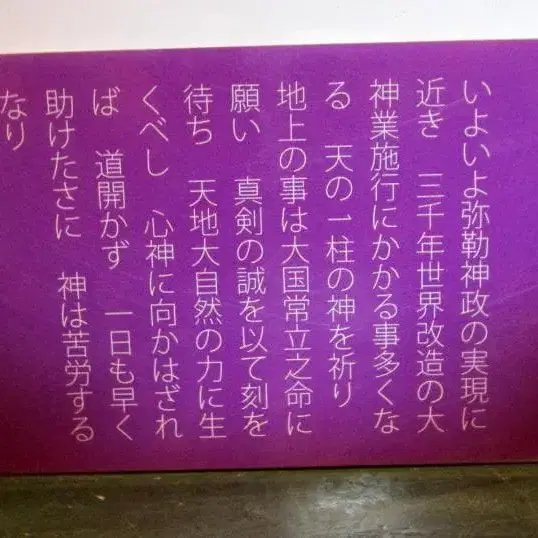 いよいよ弥勒神政の実現に
近き　三千年世界改造の大
神業施行にかかる事多くな
る　天の一柱の神を祈り
地上の事は大国常立之命に
願い　真剣の誠を以て刻を
待ち　天地大自然の力に生
くべし　心神に向かはざれ
ば　道開かず　一日も早く
助けたさに　神は苦労する
なり